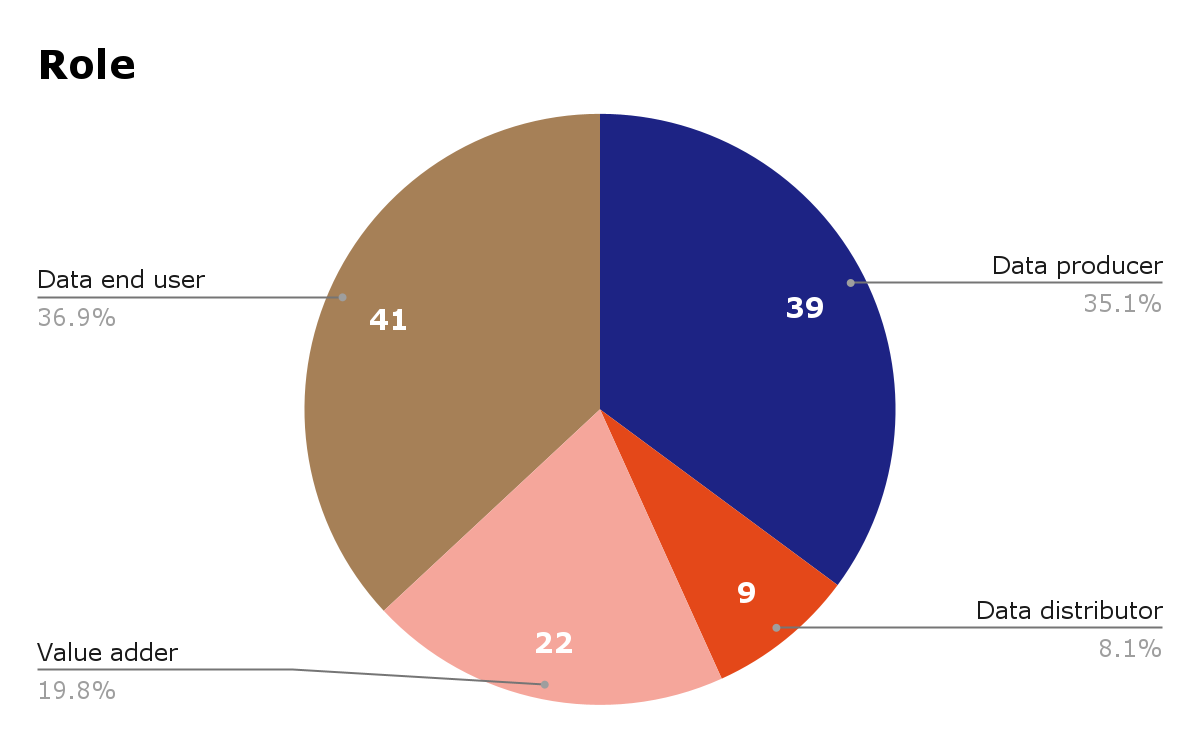 Role
Data end user
36.9%
41
39
Data producer
35.1%
9
Data distributor
8.1%
22
Value adder
19.8%